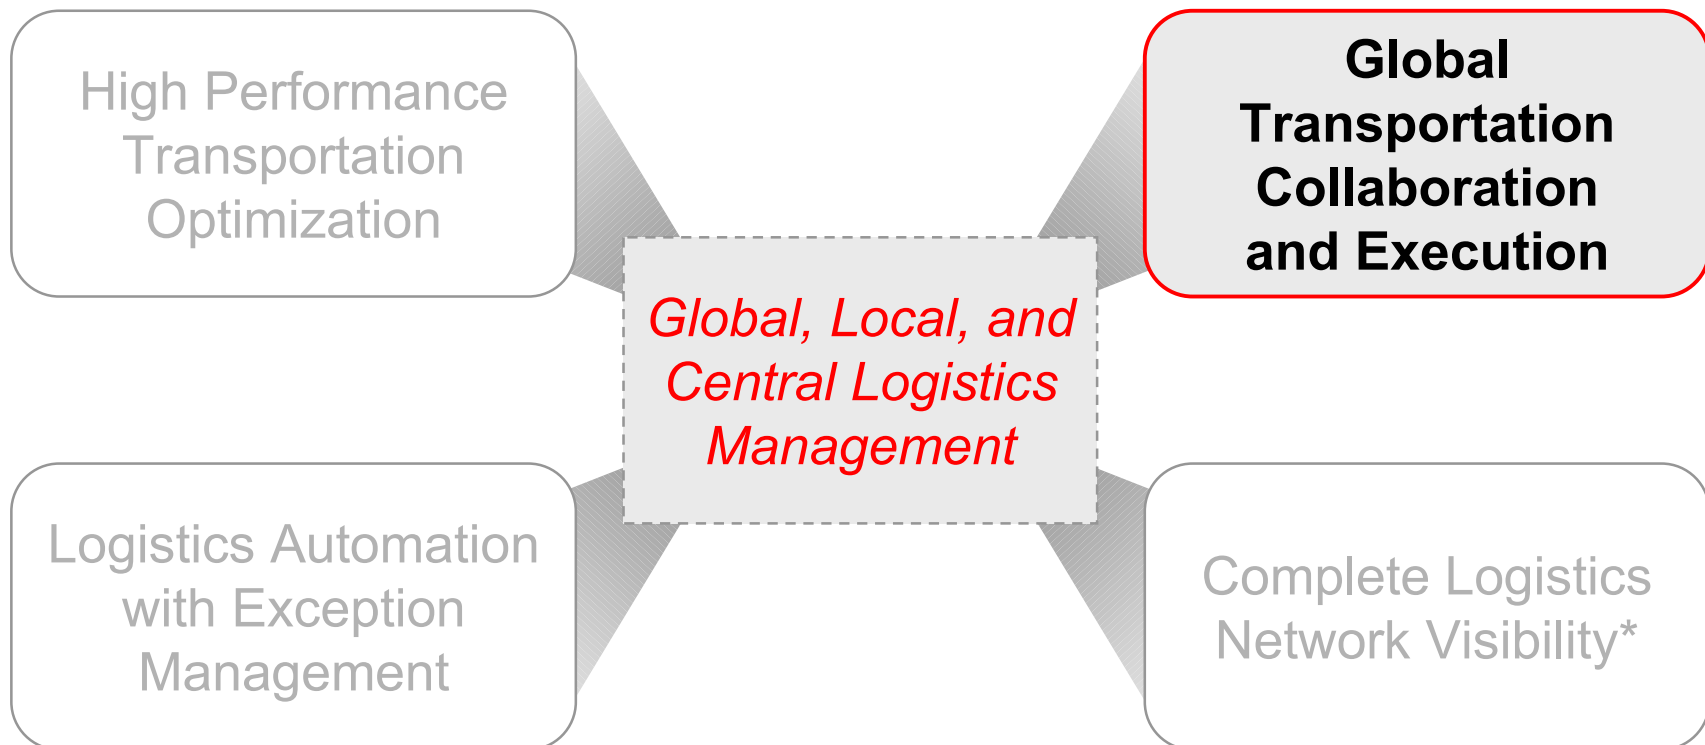 High Performance
Transportation
Optimization
Global
Transportation
Collaboration
and Execution
Global, Local, and
Central Logistics
Management
Logistics Automation
with Exception
Management
Complete Logistics
Network Visibility*